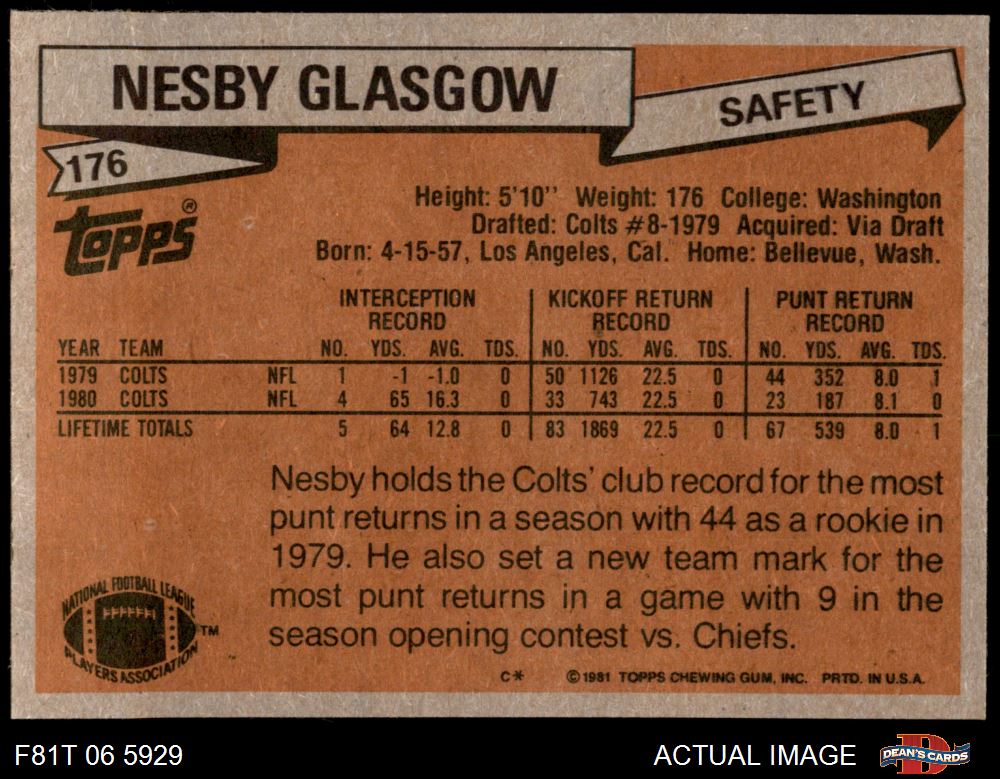 NESBY GLASGOW
SAFETY
176
topps®
Height: 5'10'' Weight: 176 College: Washington
Drafted: Colts #8-1979 Acquired: Via Draft
Born: 4-15-57, Los Angeles, Cal. Home: Bellevue, Wash.
INTERCEPTION RECORD KICKOFF RETURN RECORD PUNT RETURN RECORD
YEAR TEAM NO. YDS. AVG. TDS. NO. YDS. AVG. TDS. NO. YDS. AVG. TDS.
1979 COLTS NFL 1 -1 -1.0 0 50 1126 22.5 0 44 352 8.0 1
1980 COLTS NFL 4 65 16.3 0 33 743 22.5 0 23 187 8.1 0
LIFETIME TOTALS 5 64 12.8 0 83 1869 22.5 0 67 539 8.0 1
Nesby holds the Colts' club record for the most
punt returns in a season with 44 as a rookie in
1979. He also set a new team mark for the
most punt returns in a game with 9 in the
season opening contest vs. Chiefs.
NATIONAL FOOTBALL LEAGUE
PLAYERS ASSOCIATION
TM
C* ©1981 TOPPS CHEWING GUM, INC. PRTD. IN U.S.A.
F81T 06 5929
ACTUAL IMAGE
DEAN'S CARDS